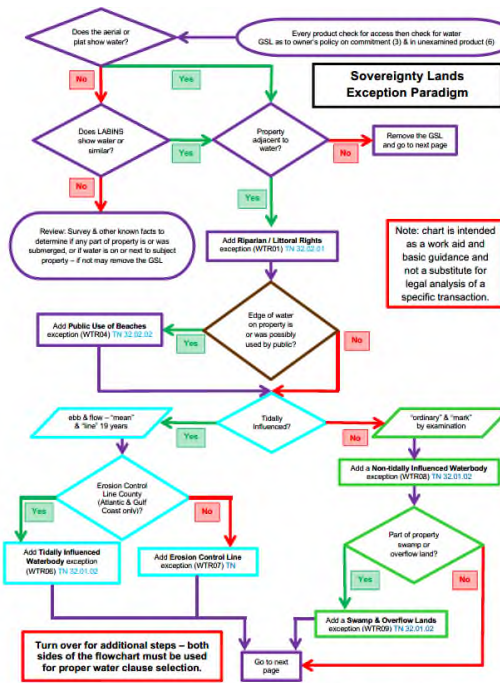 Does the aerial or
plat show water?
Every product check for access then check for water
GSL as to owner's policy on commitment (3) & in unexamined product (6)
Sovereignty Lands
Exception Paradigm
No
Yes
Does LABINS
show water or
similar?
Yes
Property
adjacent to
water?
No
Remove the GSL
and go to next page
No
Yes
Review: Survey & other known facts to
determine if any part of property is or was
submerged, or if water is on or next to subject
property – if not may remove the GSL
Add Riparian / Littoral Rights
exception (WTR01) TN 32.02.01
Note: chart is intended
as a work aid and
basic guidance and
not a substitute for
legal analysis of a
specific transaction.
Add Public Use of Beaches
exception (WTR04) TN 32.02.02
Yes
Edge of water
on property is
or was possibly
used by public?
No
ebb & flow – "mean"
& "line" 19 years
Yes
Tidally
Influenced?
No
"ordinary" & "mark"
by examination
Add a Non-tidally Influenced Waterbody
exception (WTR08) TN 32.01.02
Erosion Control
Line County
(Atlantic & Gulf
Coast only)?
Yes
No
Part of property
swamp or
overflow land?
Yes
No
Add Tidally Influenced
Waterbody exception
(WTR06) TN 32.01.02
Add Erosion Control Line
exception (WTR07) TN
Add a Swamp & Overflow Lands
exception (WTR09) TN 32.01.02
Turn over for additional steps – both
sides of the flowchart must be used
for proper water clause selection.
Go to next
page